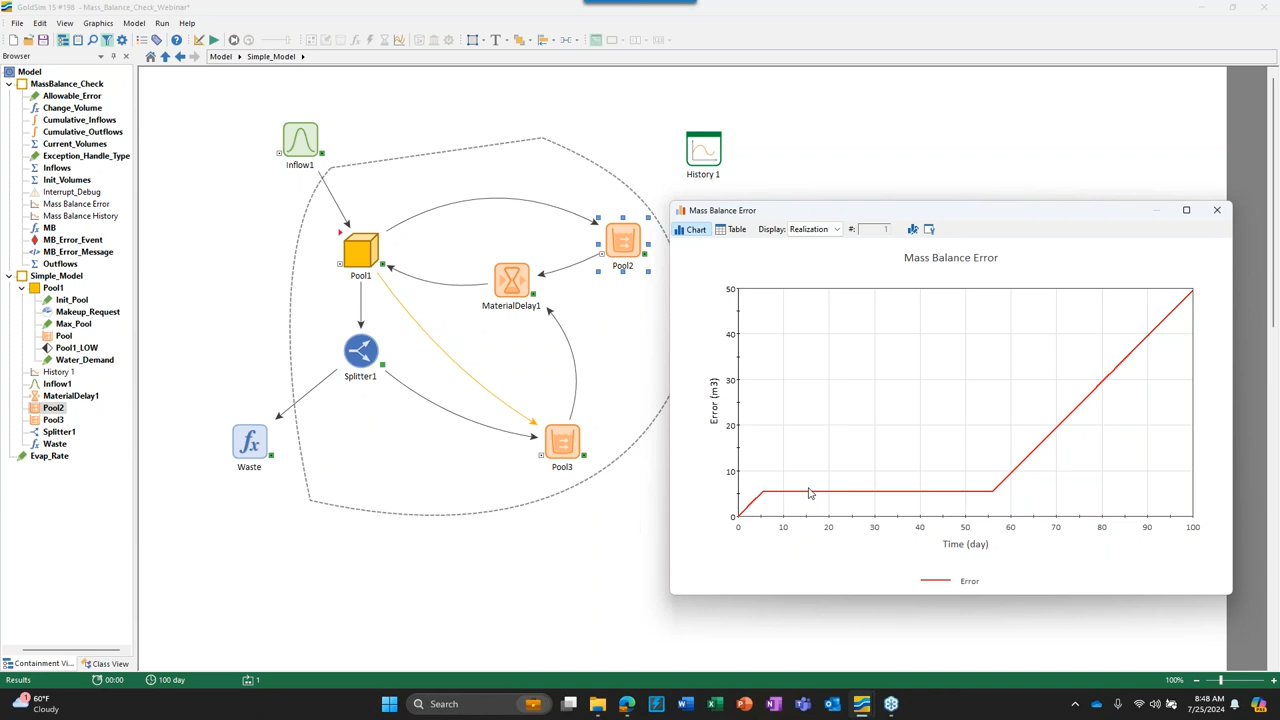 GoldSim 15 #198 - Mass_Balance_Check_Webinar*
File Edit View Graphics Model Run Help
Browser
Model Simple_Model
Model
MassBalance_Check
Allowable_Error
Change_Volume
Cumulative_Inflows
Cumulative_Outflows
Current_Volumes
Exception_Handle_Type
Inflows
Init_Volumes
Interrupt_Debug
Mass Balance Error
Mass Balance History
MB
MB_Error_Event
MB_Error_Message
Outflows
Simple_Model
Pool1
Init_Pool
Makeup_Request
Max_Pool
Pool
Pool1_LOW
Water_Demand
History 1
Inflow1
MaterialDelay1
Pool2
Pool3
Splitter1
Waste
Evap_Rate
Containment Vi...
Class View
Inflow1
Pool1
Pool2
MaterialDelay1
Splitter1
Waste
Pool3
History 1
Mass Balance Error
Chart Table Display: Realization #: 1
Mass Balance Error
50
40
30
20
10
0
Error (m3)
0 10 20 30 40 50 60 70 80 90 100
Time (day)
Error
Results 00:00 100 day 1 100%
1
60°F
Cloudy
Search
8:48 AM
7/25/2024